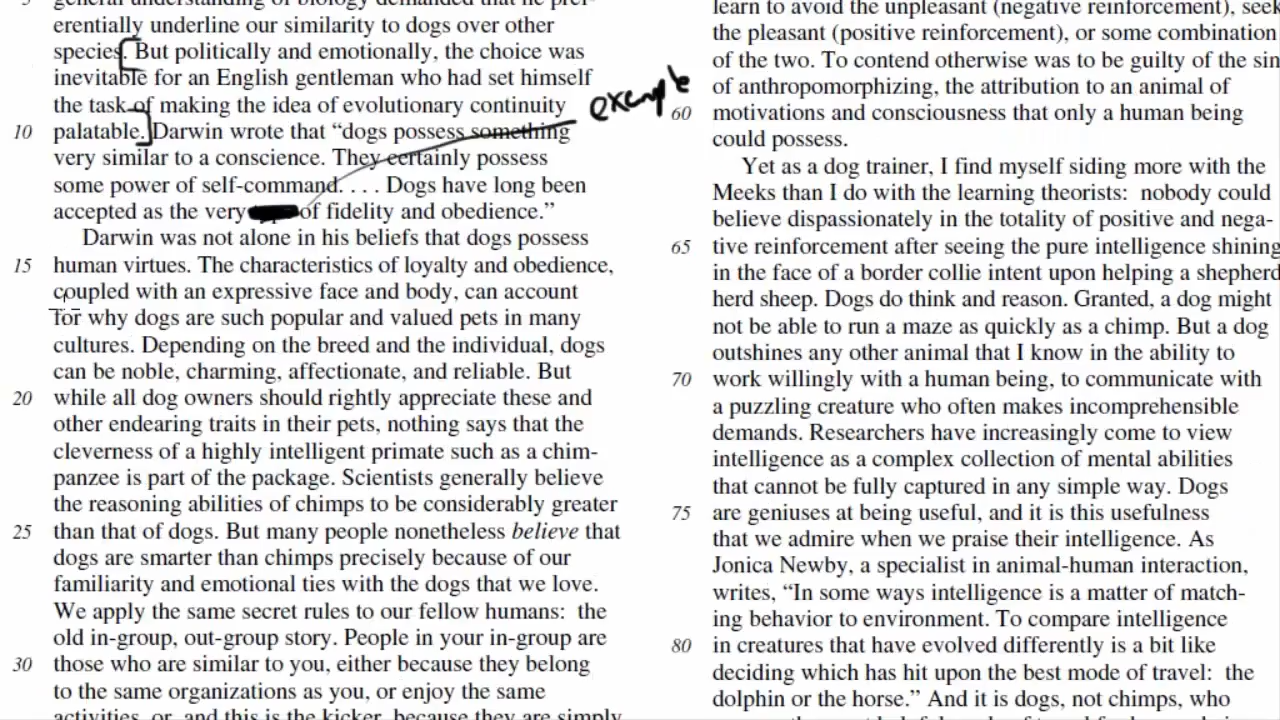 general understanding of biology demanded that he pref-
erentially underline our similarity to dogs over other
species. But politically and emotionally, the choice was
inevitable for an English gentleman who had set himself
the task of making the idea of evolutionary continuity
10 palatable. Darwin wrote that “dogs possess something
very similar to a conscience. They certainly possess
some power of self-command. . . . Dogs have long been
accepted as the very of fidelity and obedience.”
Darwin was not alone in his beliefs that dogs possess
15 human virtues. The characteristics of loyalty and obedience,
coupled with an expressive face and body, can account
for why dogs are such popular and valued pets in many
cultures. Depending on the breed and the individual, dogs
can be noble, charming, affectionate, and reliable. But
20 while all dog owners should rightly appreciate these and
other endearing traits in their pets, nothing says that the
cleverness of a highly intelligent primate such as a chim-
panzee is part of the package. Scientists generally believe
the reasoning abilities of chimps to be considerably greater
25 than that of dogs. But many people nonetheless believe that
dogs are smarter than chimps precisely because of our
familiarity and emotional ties with the dogs that we love.
We apply the same secret rules to our fellow humans: the
old in-group, out-group story. People in your in-group are
30 those who are similar to you, either because they belong
to the same organizations as you, or enjoy the same
activities, or, and this is the kicker, because they are simply
example
learn to avoid the unpleasant (negative reinforcement), seek
the pleasant (positive reinforcement), or some combination
of the two. To contend otherwise was to be guilty of the sin
of anthropomorphizing, the attribution to an animal of
60 motivations and consciousness that only a human being
could possess.
Yet as a dog trainer, I find myself siding more with the
Meeks than I do with the learning theorists: nobody could
believe dispassionately in the totality of positive and nega-
65 tive reinforcement after seeing the pure intelligence shining
in the face of a border collie intent upon helping a shepherd
herd sheep. Dogs do think and reason. Granted, a dog might
not be able to run a maze as quickly as a chimp. But a dog
outshines any other animal that I know in the ability to
70 work willingly with a human being, to communicate with
a puzzling creature who often makes incomprehensible
demands. Researchers have increasingly come to view
intelligence as a complex collection of mental abilities
that cannot be fully captured in any simple way. Dogs
75 are geniuses at being useful, and it is this usefulness
that we admire when we praise their intelligence. As
Jonica Newby, a specialist in animal-human interaction,
writes, “In some ways intelligence is a matter of match-
ing behavior to environment. To compare intelligence
80 in creatures that have evolved differently is a bit like
deciding which has hit upon the best mode of travel: the
dolphin or the horse.” And it is dogs, not chimps, who